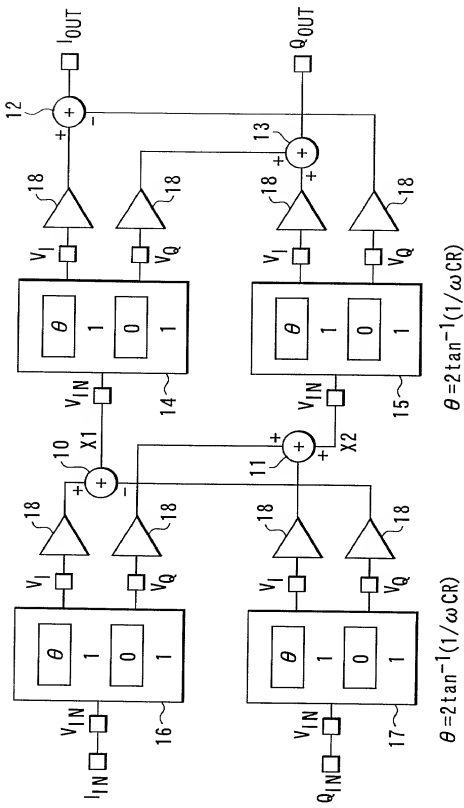 I_IN
V_IN
16
θ
1
0
1
V_I
V_Q
18
18
10
+
+
-
X1
V_IN
14
θ
1
0
1
V_I
V_Q
18
18
12
+
+
-
I_OUT
Q_IN
V_IN
17
θ
1
0
1
V_I
V_Q
18
18
11
+
+
+
X2
V_IN
15
θ
1
0
1
V_I
V_Q
18
18
13
+
+
+
Q_OUT
θ=2tan⁻¹(1/ωCR)
θ=2tan⁻¹(1/ωCR)